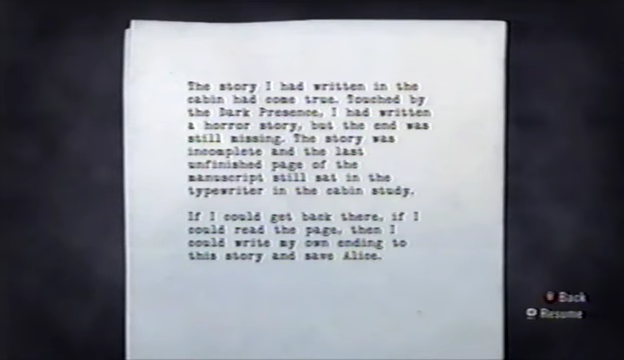 The story I had written in the
cabin had come true. Touched by
the Dark Presence, I had written
a horror story, but the end was
still missing. The story was
incomplete and the last
unfinished page of the
manuscript still sat in the
typewriter in the cabin study.
If I could get back there, if I
could read the page, then I
could write my own ending to
this story and save Alice.
Back
Resume